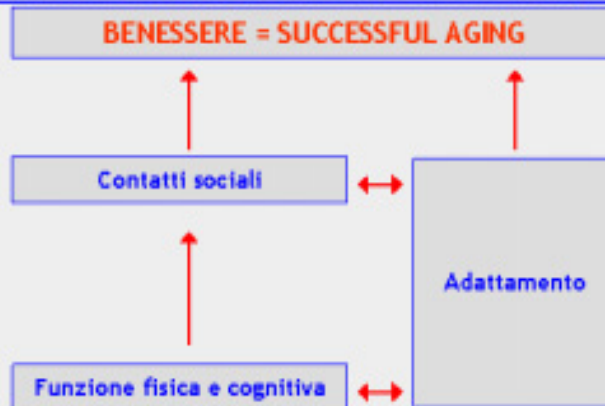 BENESSERE = SUCCESSFUL AGING
Contatti sociali
Adattamento
Funzione fisica e cognitiva